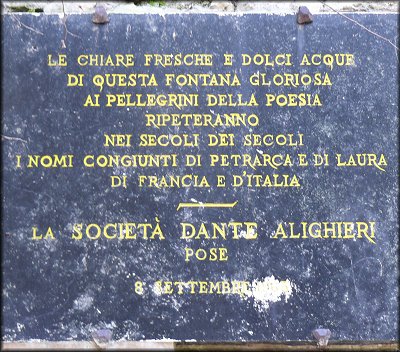 LE CHIARE FRESCHE E DOLCI ACQUE
DI QUESTA FONTANA GLORIOSA
AI PELLEGRINI DELLA POESIA
RIPETERANNO
NEI SECOLI DEI SECOLI
I NOMI CONGIUNTI DI PETRARCA E DI LAURA
DI FRANCIA E D'ITALIA
LA SOCIETÀ DANTE ALIGHIERI
POSE
8 SETTEMBRE